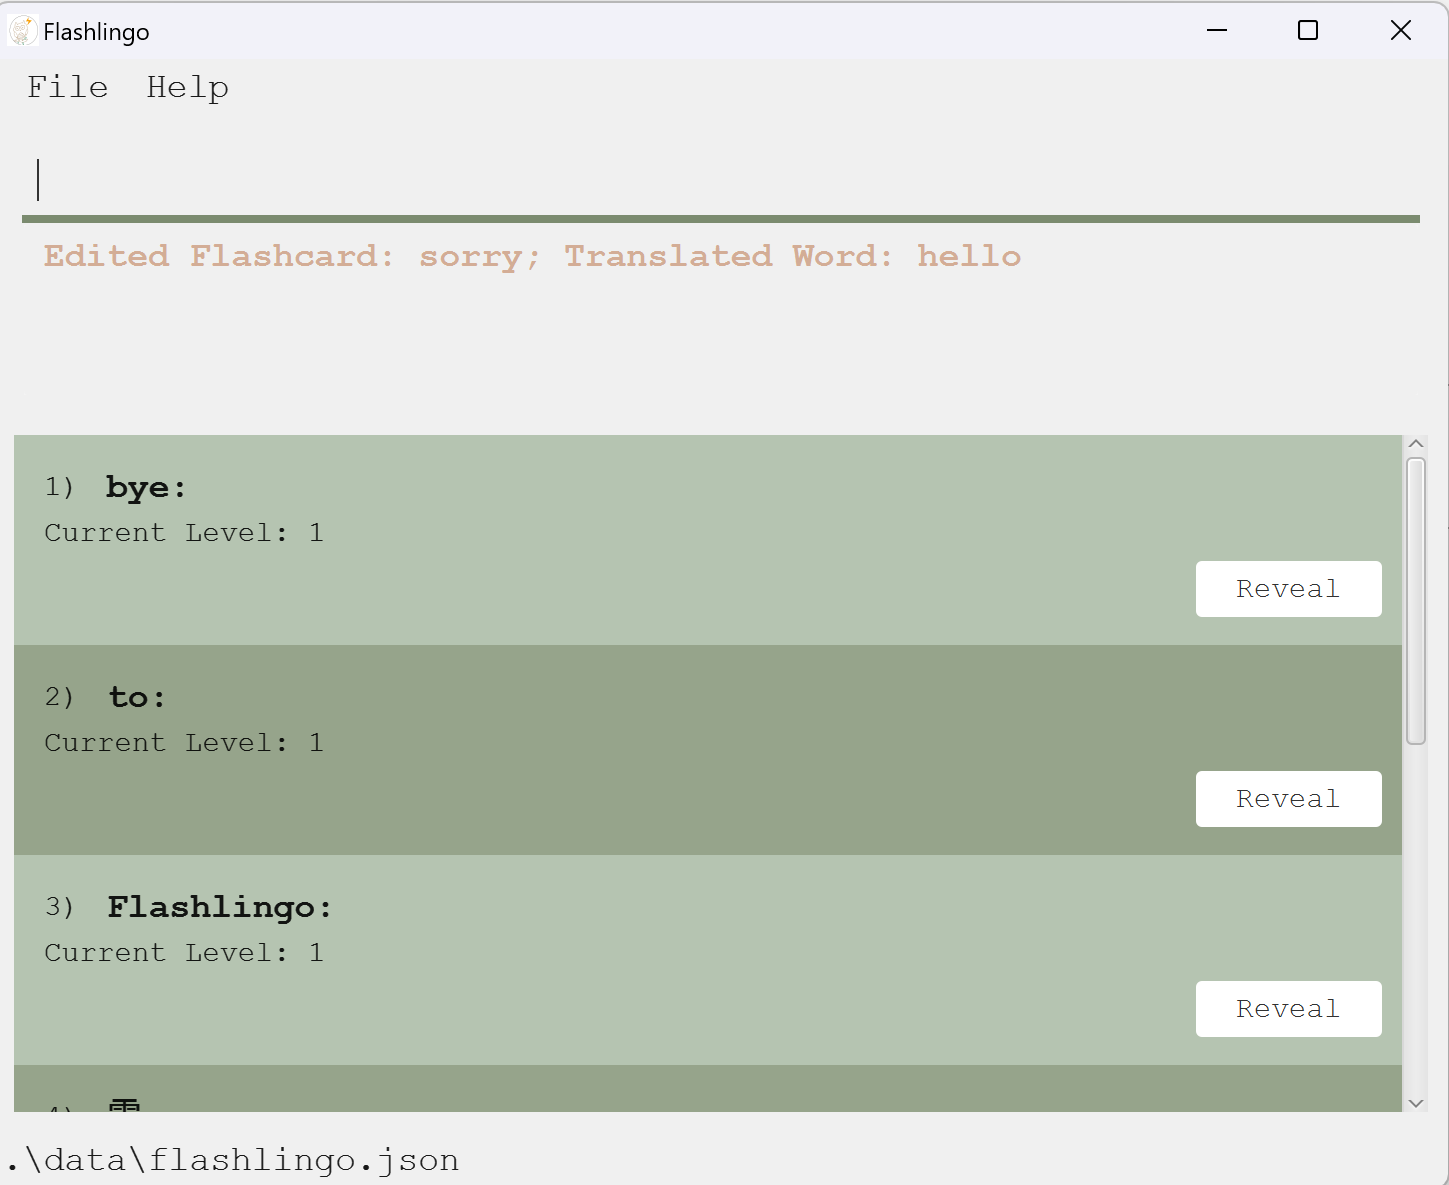 Flashlingo
File Help
Edited Flashcard: sorry; Translated Word: hello
1) bye:
Current Level: 1
Reveal
2) to:
Current Level: 1
Reveal
3) Flashlingo:
Current Level: 1
Reveal
4)
.\data\flashlingo.json